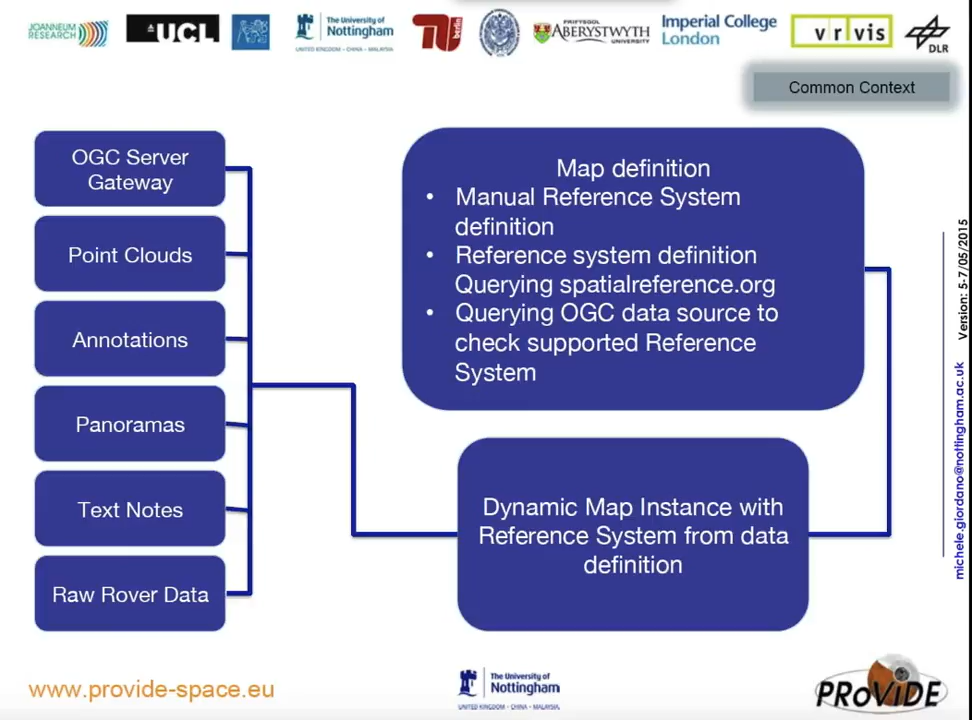 JOANNEUM
RESEARCH
UCL
The University of
Nottingham
UNITED KINGDOM · CHINA · MALAYSIA
berlin
PRIFYSGOL
ABERYSTWYTH
UNIVERSITY
Imperial College
London
vrvis
DLR
Common Context
OGC Server
Gateway
Point Clouds
Annotations
Panoramas
Text Notes
Raw Rover Data
Map definition
• Manual Reference System
definition
• Reference system definition
Querying spatialreference.org
• Querying OGC data source to
check supported Reference
System
Dynamic Map Instance with
Reference System from data
definition
michele.giordano@nottingham.ac.uk
Version: 5-7/05/2015
www.provide-space.eu
The University of
Nottingham
UNITED KINGDOM · CHINA · MALAYSIA
PRoViDE